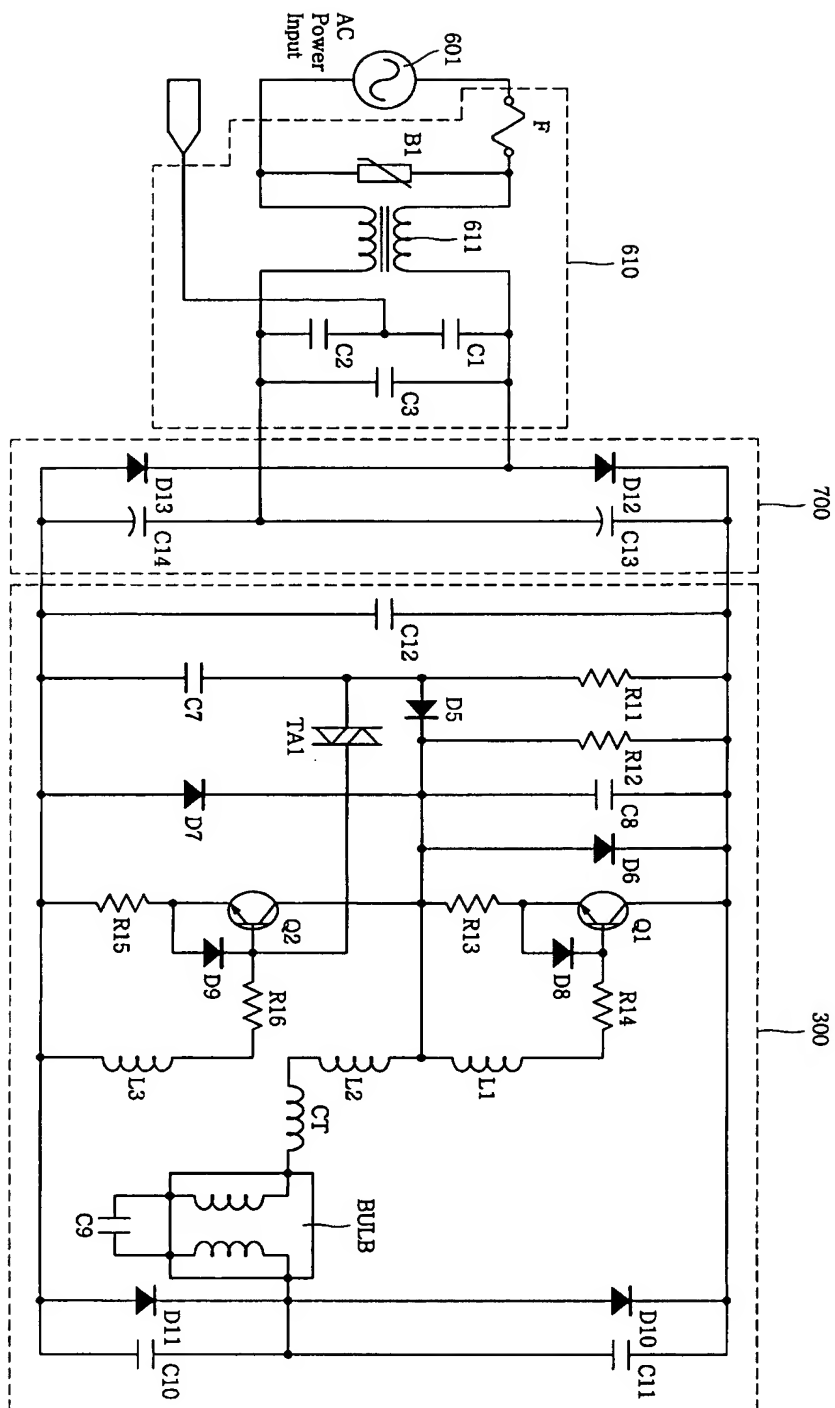 610
700
300
AC
Power
Input
601
F
B1
611
C1
C2
C3
D12
D13
C13
C14
C12
R11
R12
C8
D6
Q1
R14
D5
R13
D8
L1
C7
TA1
D7
Q2
R15
D9
R16
L3
L2
CT
BULB
C9
D10
C11
D11
C10